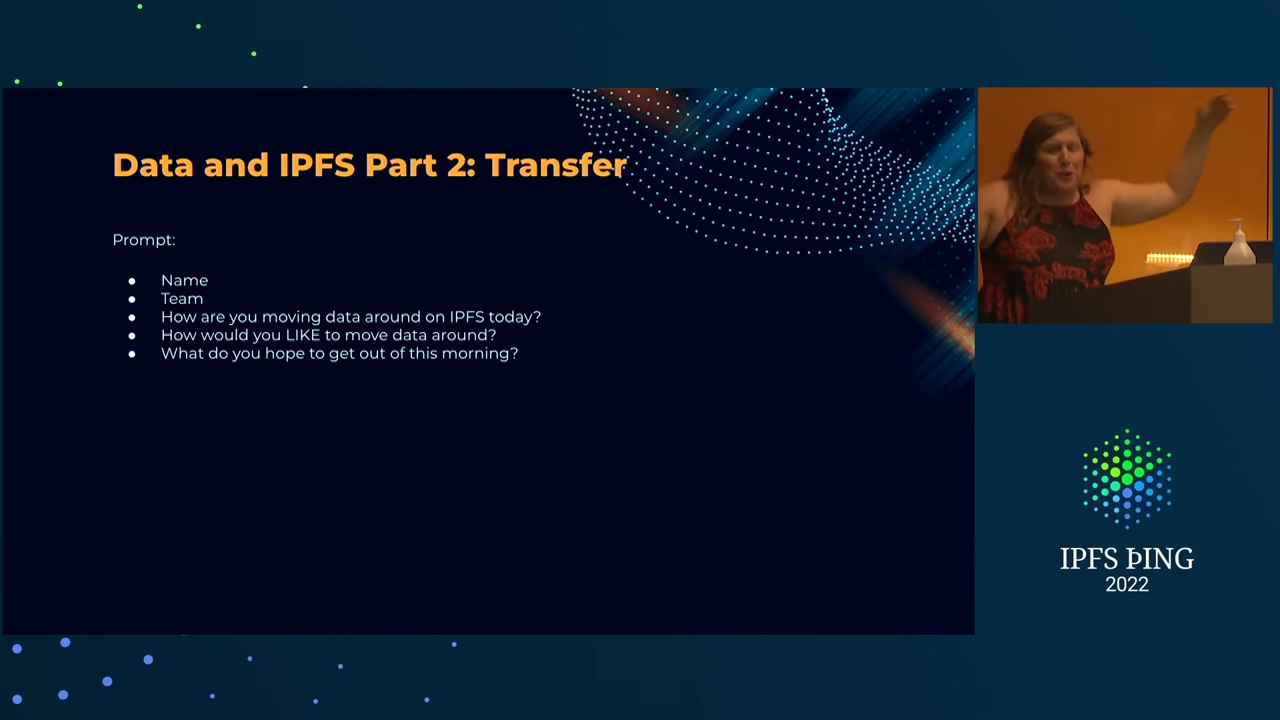 Data and IPFS Part 2: Transfer
Prompt:
● Name
● Team
● How are you moving data around on IPFS today?
● How would you LIKE to move data around?
● What do you hope to get out of this morning?
IPFS ÞING
2022